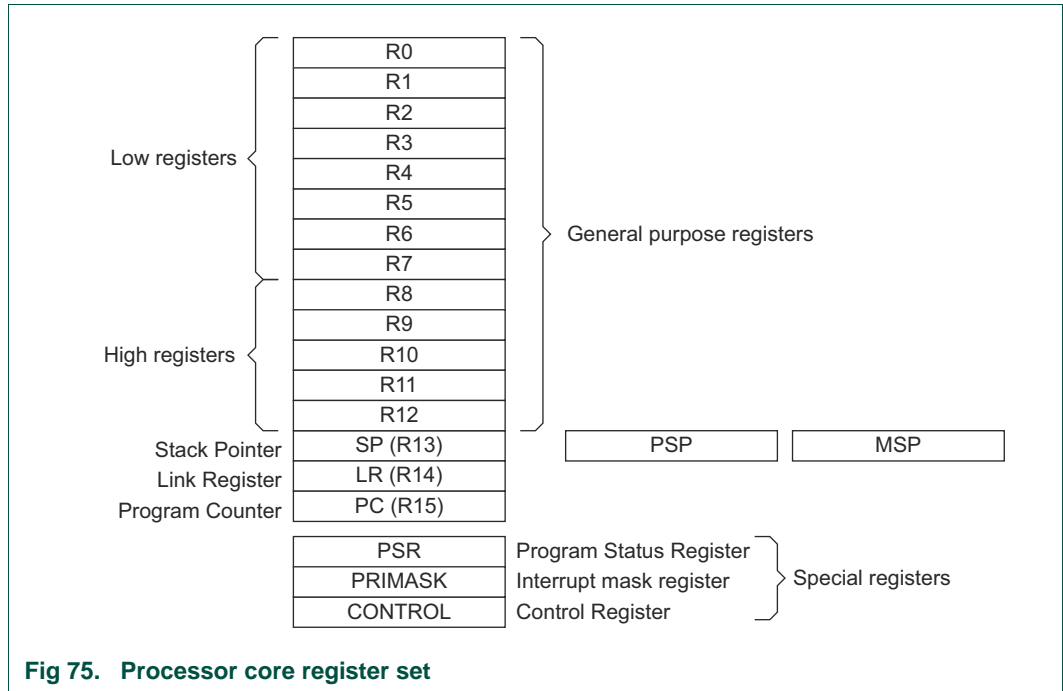 R0
R1
R2
R3
Low registers R4
R5
R6 General purpose registers
R7
R8
R9
High registers R10
R11
R12
Stack Pointer SP (R13) PSP MSP
Link Register LR (R14)
Program Counter PC (R15)
PSR Program Status Register
PRIMASK Interrupt mask register Special registers
CONTROL Control Register
Fig 75. Processor core register set